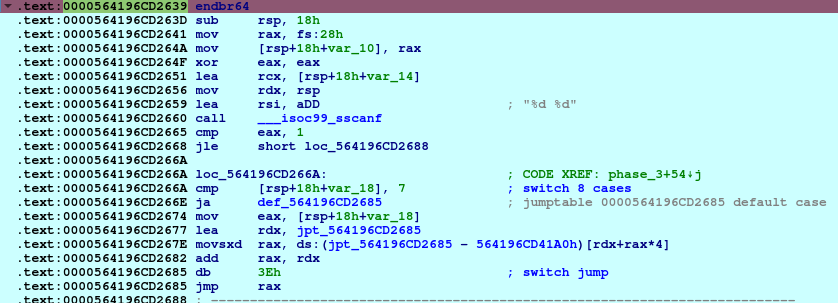 .text:0000564196CD2639 endbr64
.text:0000564196CD263D sub rsp, 18h
.text:0000564196CD2641 mov rax, fs:28h
.text:0000564196CD264A mov [rsp+18h+var_10], rax
.text:0000564196CD264F xor eax, eax
.text:0000564196CD2651 lea rcx, [rsp+18h+var_14]
.text:0000564196CD2656 mov rdx, rsp
.text:0000564196CD2659 lea rsi, aDD ; "%d %d"
.text:0000564196CD2660 call ___isoc99_sscanf
.text:0000564196CD2665 cmp eax, 1
.text:0000564196CD2668 jle short loc_564196CD2688
.text:0000564196CD266A
.text:0000564196CD266A loc_564196CD266A: ; CODE XREF: phase_3+54↓j
.text:0000564196CD266A cmp [rsp+18h+var_18], 7 ; switch 8 cases
.text:0000564196CD266E ja def_564196CD2685 ; jumptable 0000564196CD2685 default case
.text:0000564196CD2674 mov eax, [rsp+18h+var_18]
.text:0000564196CD2677 lea rdx, jpt_564196CD2685
.text:0000564196CD267E movsxd rax, ds:(jpt_564196CD2685 - 564196CD41A0h)[rdx+rax*4]
.text:0000564196CD2682 add rax, rdx
.text:0000564196CD2685 db 3Eh ; switch jump
.text:0000564196CD2685 jmp rax
.text:0000564196CD2688 ; ---------------------------------------------------------------------------